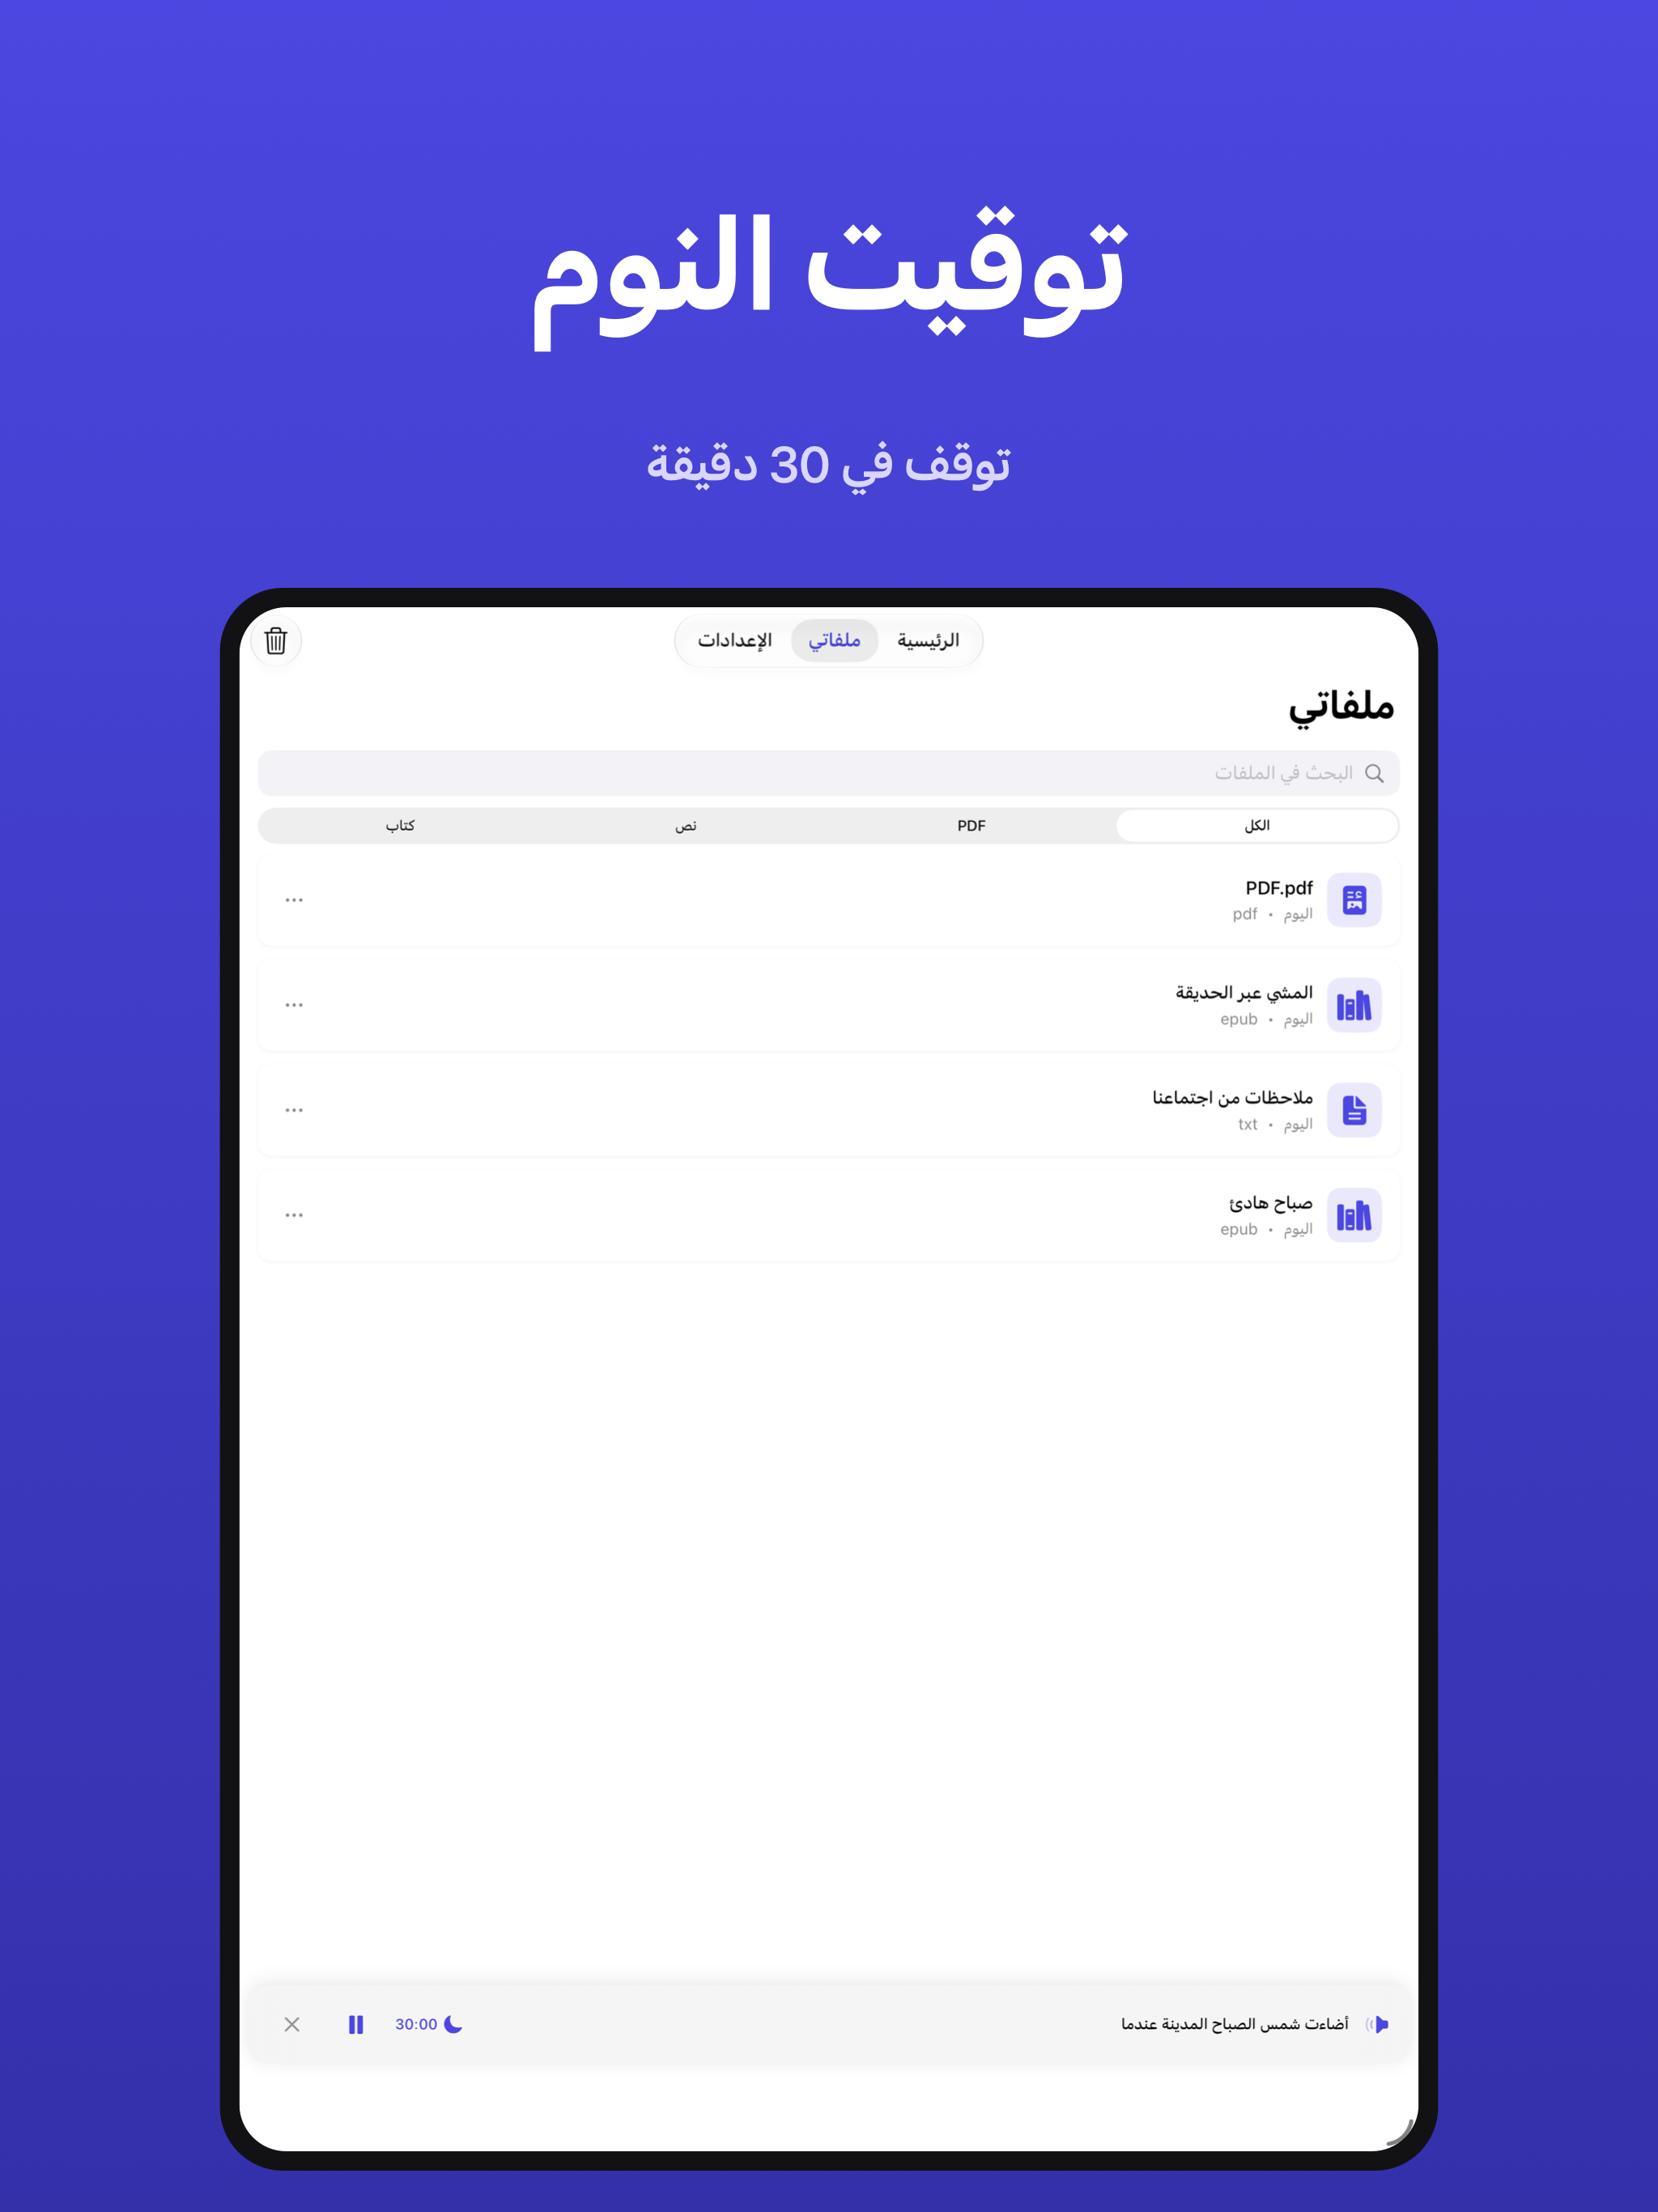 توقيت النوم
توقف في 30 دقيقة
الرئيسية ملفاتي الإعدادات
ملفاتي
البحث في الملفات
الكل PDF نص كتاب
PDF.pdf
اليوم • pdf
المشي عبر الحديقة
اليوم • epub
ملاحظات من اجتماعنا
اليوم • txt
صباح هادئ
اليوم • epub
أضاءت شمس الصباح المدينة عندما 30:00